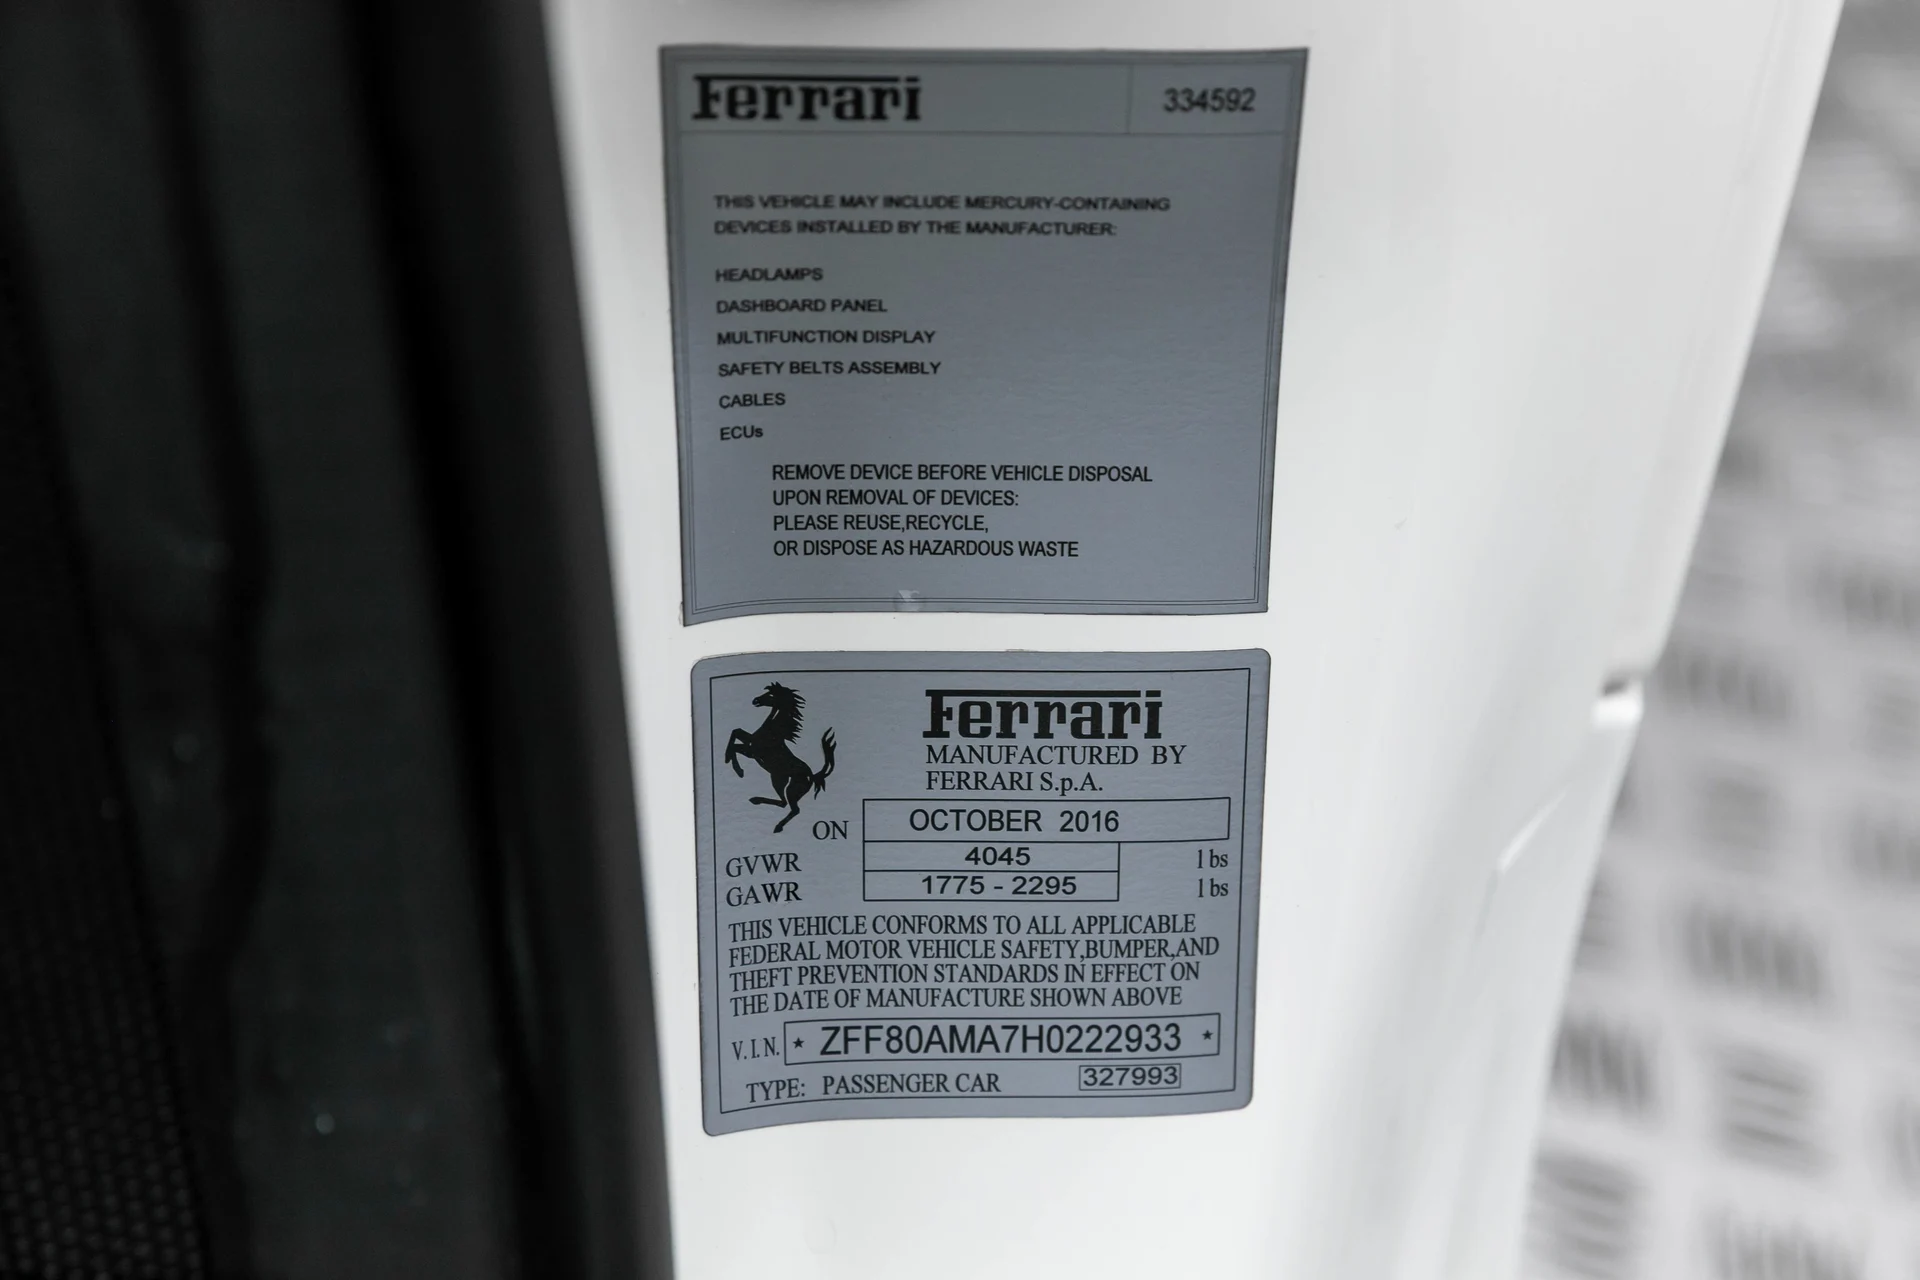 Ferrari 334592
THIS VEHICLE MAY INCLUDE MERCURY-CONTAINING
DEVICES INSTALLED BY THE MANUFACTURER:
HEADLAMPS
DASHBOARD PANEL
MULTIFUNCTION DISPLAY
SAFETY BELTS ASSEMBLY
CABLES
ECUs
REMOVE DEVICE BEFORE VEHICLE DISPOSAL
UPON REMOVAL OF DEVICES:
PLEASE REUSE,RECYCLE,
OR DISPOSE AS HAZARDOUS WASTE
Ferrari
MANUFACTURED BY
FERRARI S.p.A.
ON OCTOBER 2016
GVWR 4045 lbs
GAWR 1775 - 2295 lbs
THIS VEHICLE CONFORMS TO ALL APPLICABLE
FEDERAL MOTOR VEHICLE SAFETY,BUMPER,AND
THEFT PREVENTION STANDARDS IN EFFECT ON
THE DATE OF MANUFACTURE SHOWN ABOVE
V.I.N. * ZFF80AMA7H0222933 *
TYPE: PASSENGER CAR 327993